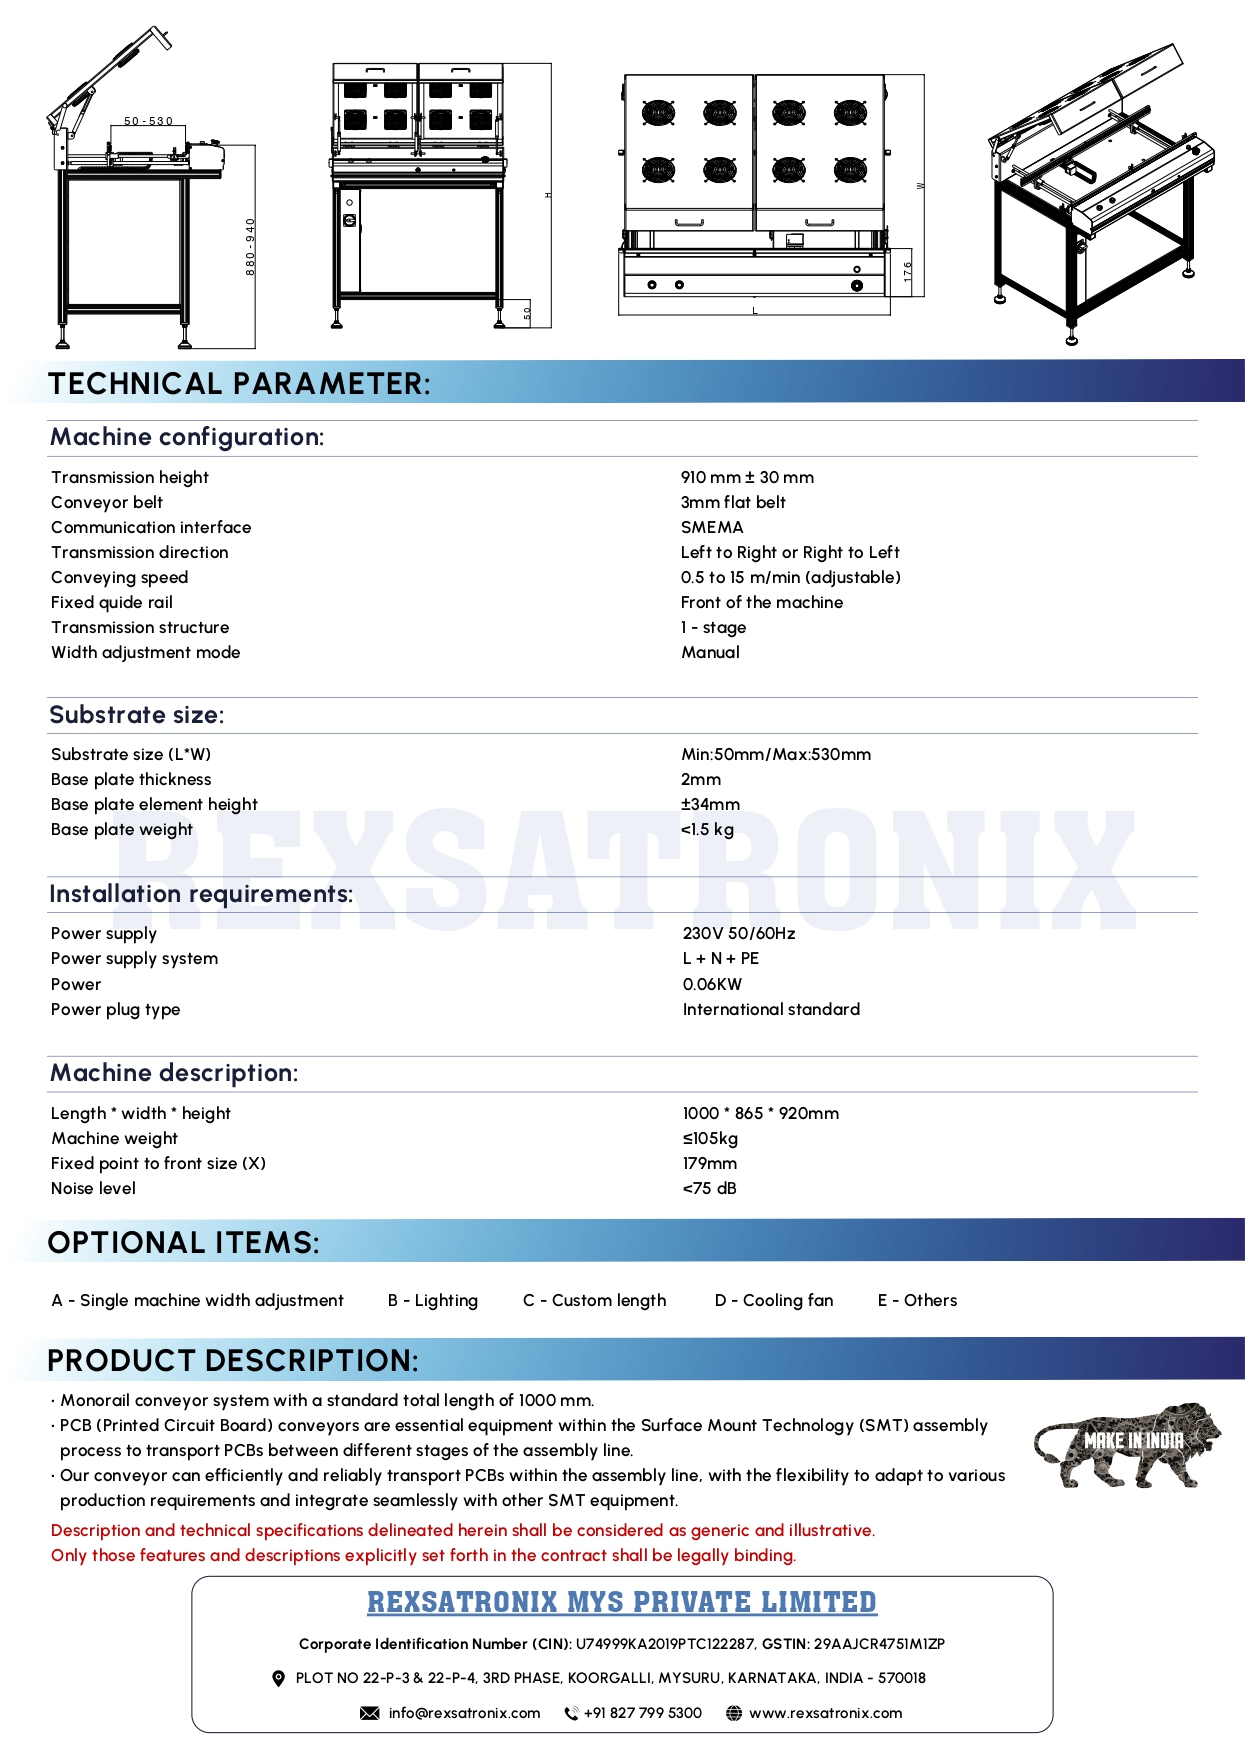 50-530
880-940
H
50
W
176
L
TECHNICAL PARAMETER:
Machine configuration:
Transmission height 910 mm ± 30 mm
Conveyor belt 3mm flat belt
Communication interface SMEMA
Transmission direction Left to Right or Right to Left
Conveying speed 0.5 to 15 m/min (adjustable)
Fixed quide rail Front of the machine
Transmission structure 1 - stage
Width adjustment mode Manual
Substrate size:
Substrate size (L*W) Min:50mm/Max:530mm
Base plate thickness 2mm
Base plate element height ±34mm
Base plate weight <1.5 kg
REXSATRONIX
Installation requirements:
Power supply 230V 50/60Hz
Power supply system L + N + PE
Power 0.06KW
Power plug type International standard
Machine description:
Length * width * height 1000 * 865 * 920mm
Machine weight ≤105kg
Fixed point to front size (X) 179mm
Noise level <75 dB
OPTIONAL ITEMS:
A - Single machine width adjustment B - Lighting C - Custom length D - Cooling fan E - Others
PRODUCT DESCRIPTION:
· Monorail conveyor system with a standard total length of 1000 mm.
· PCB (Printed Circuit Board) conveyors are essential equipment within the Surface Mount Technology (SMT) assembly
process to transport PCBs between different stages of the assembly line.
· Our conveyor can efficiently and reliably transport PCBs within the assembly line, with the flexibility to adapt to various
production requirements and integrate seamlessly with other SMT equipment.
MAKE IN INDIA
Description and technical specifications delineated herein shall be considered as generic and illustrative.
Only those features and descriptions explicitly set forth in the contract shall be legally binding.
REXSATRONIX MYS PRIVATE LIMITED
Corporate Identification Number (CIN): U74999KA2019PTC122287, GSTIN: 29AAJCR4751M1ZP
PLOT NO 22-P-3 & 22-P-4, 3RD PHASE, KOORGALLI, MYSURU, KARNATAKA, INDIA - 570018
info@rexsatronix.com +91 827 799 5300 www.rexsatronix.com